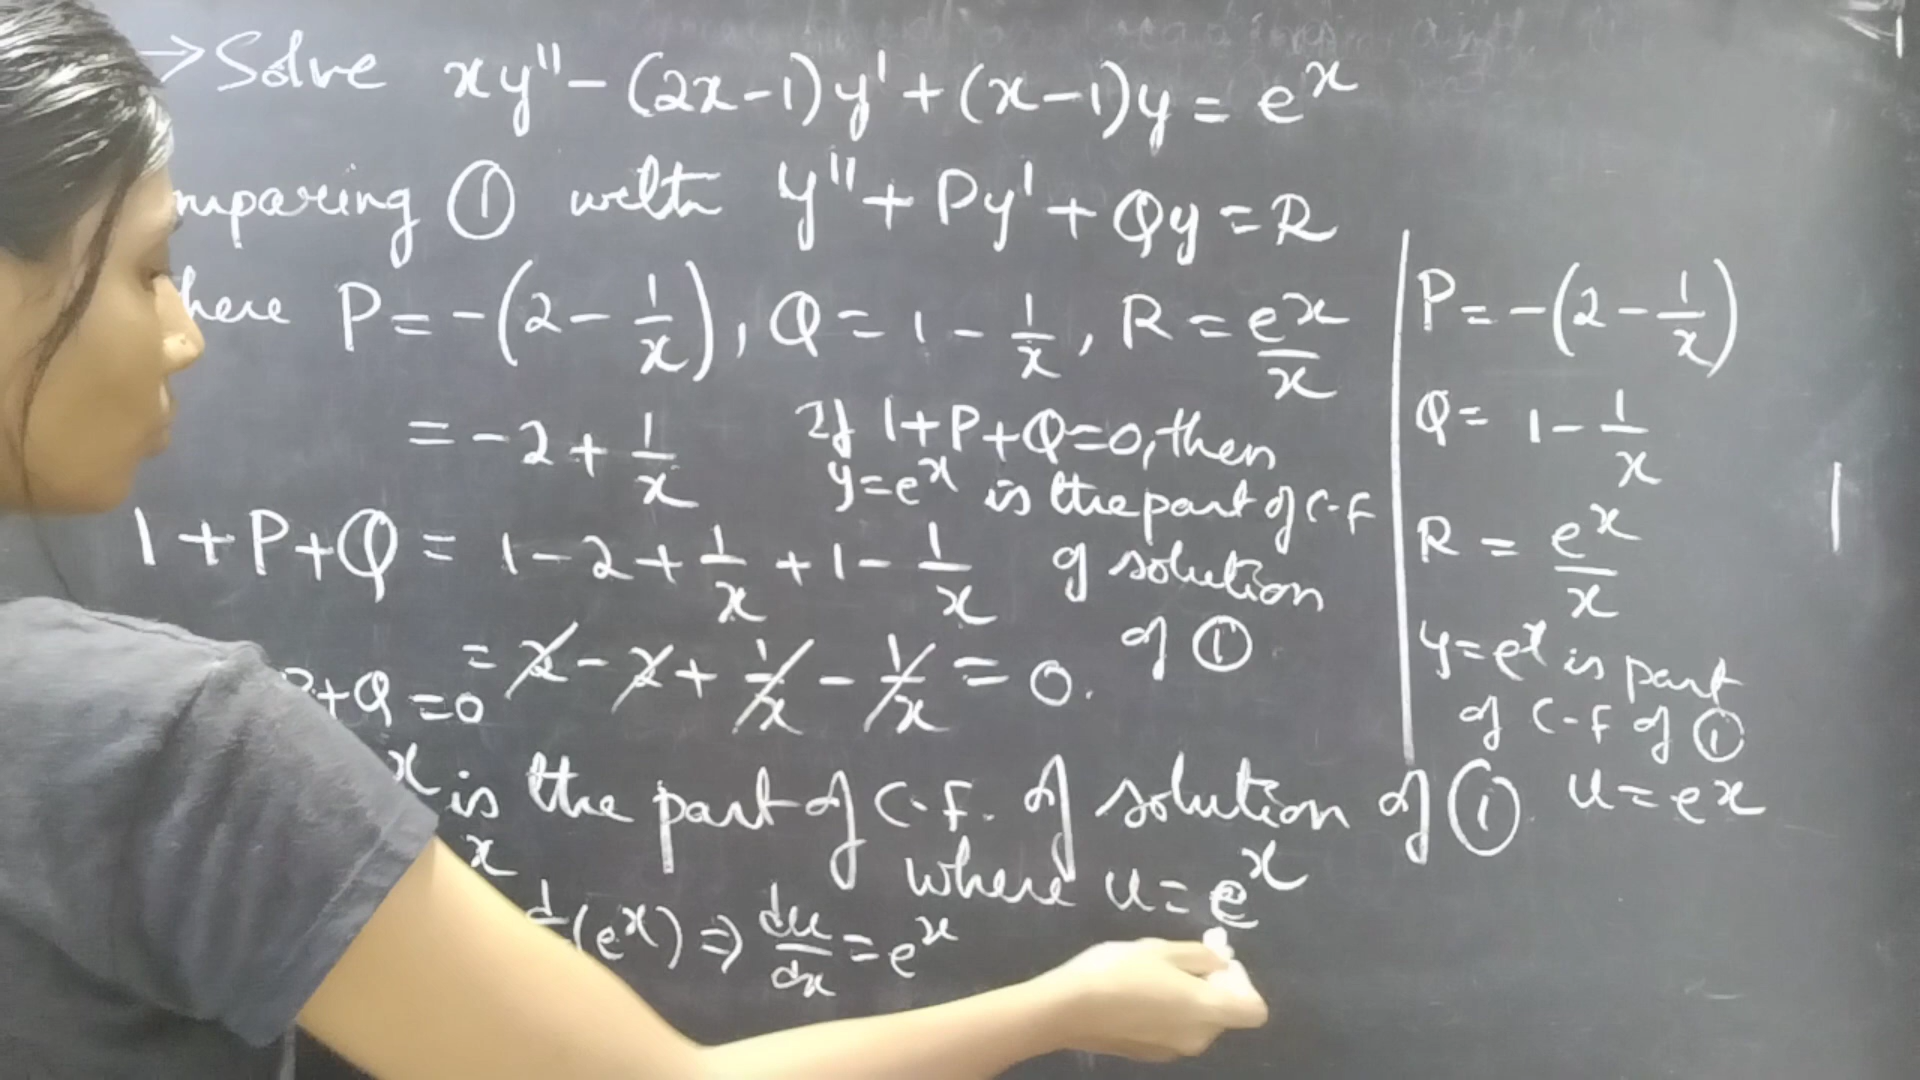 → Solve xy'' - (2x-1)y' + (x-1)y = e^x
mparing ① with y'' + Py' + Qy = R
here P = -(2 - 1/x), Q = 1 - 1/x, R = e^x/x
= -2 + 1/x
If 1+P+Q=0, then
y=e^x is the part of C.F
of solution
of ①
1+P+Q = 1-2+1/x+1-1/x
= 2 - 2 + 1/x - 1/x = 0.
P+Q=0
x is the part of C.F. of solution of ①
x where u = e^x
d (e^x) ⇒ du/dx = e^x
P = -(2 - 1/x)
Q = 1 - 1/x
R = e^x/x
y=e^x is part
of C.F of ①
u = e^x